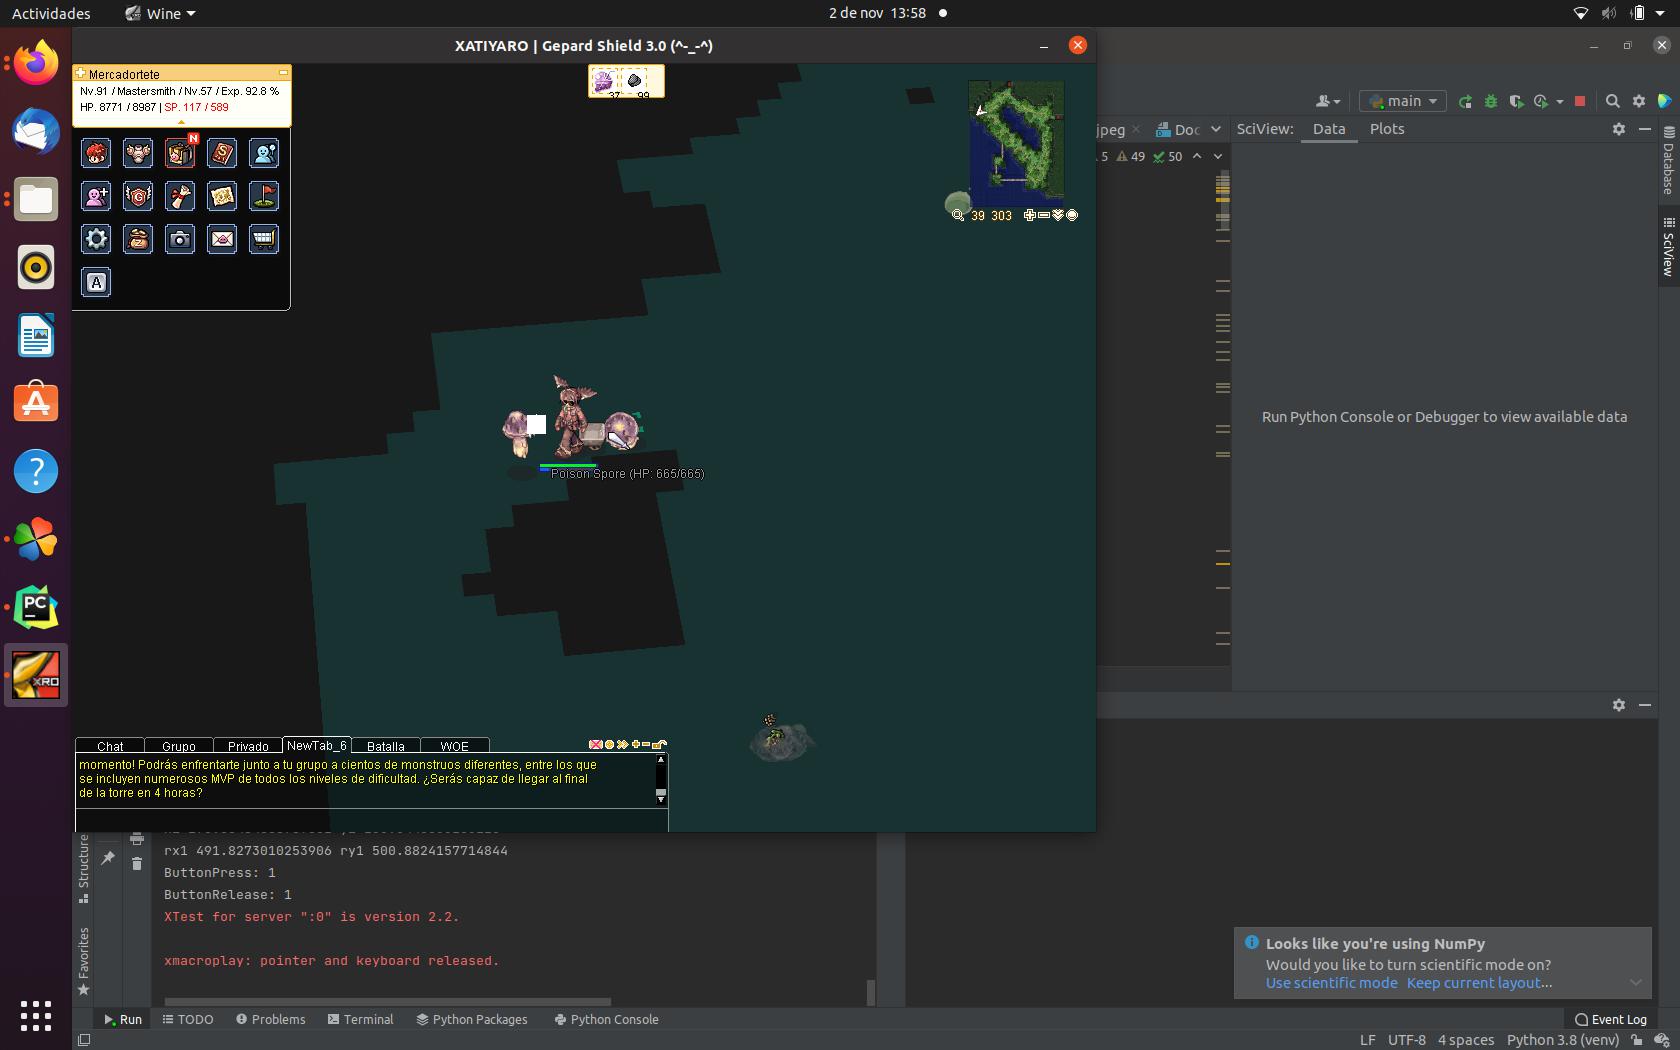 Actividades
Wine
2 de nov 13:58
XATIYARO | Gepard Shield 3.0 (^-_-^)
Mercadortete
Nv.91 / Mastersmith / Nv.57 / Exp. 92.8 %
HP. 8771 / 8987 | SP. 117 / 589
N
A
37
99
39 303
Poison Spore (HP: 665/665)
Chat
Grupo
Privado
NewTab_6
Batalla
WOE
momento! Podrás enfrentarte junto a tu grupo a cientos de monstruos diferentes, entre los que
se incluyen numerosos MVP de todos los niveles de dificultad. ¿Serás capaz de llegar al final
de la torre en 4 horas?
main
jpeg
Doc
SciView:
Data
Plots
5
49
50
Database
SciView
Run Python Console or Debugger to view available data
PC
XRO
Structure
Favorites
rx1 491.8273010253906 ry1 500.8824157714844
ButtonPress: 1
ButtonRelease: 1
XTest for server ":0" is version 2.2.
xmacroplay: pointer and keyboard released.
Looks like you're using NumPy
Would you like to turn scientific mode on?
Use scientific mode Keep current layout...
Run
TODO
Problems
Terminal
Python Packages
Python Console
Event Log
LF
UTF-8
4 spaces
Python 3.8 (venv)